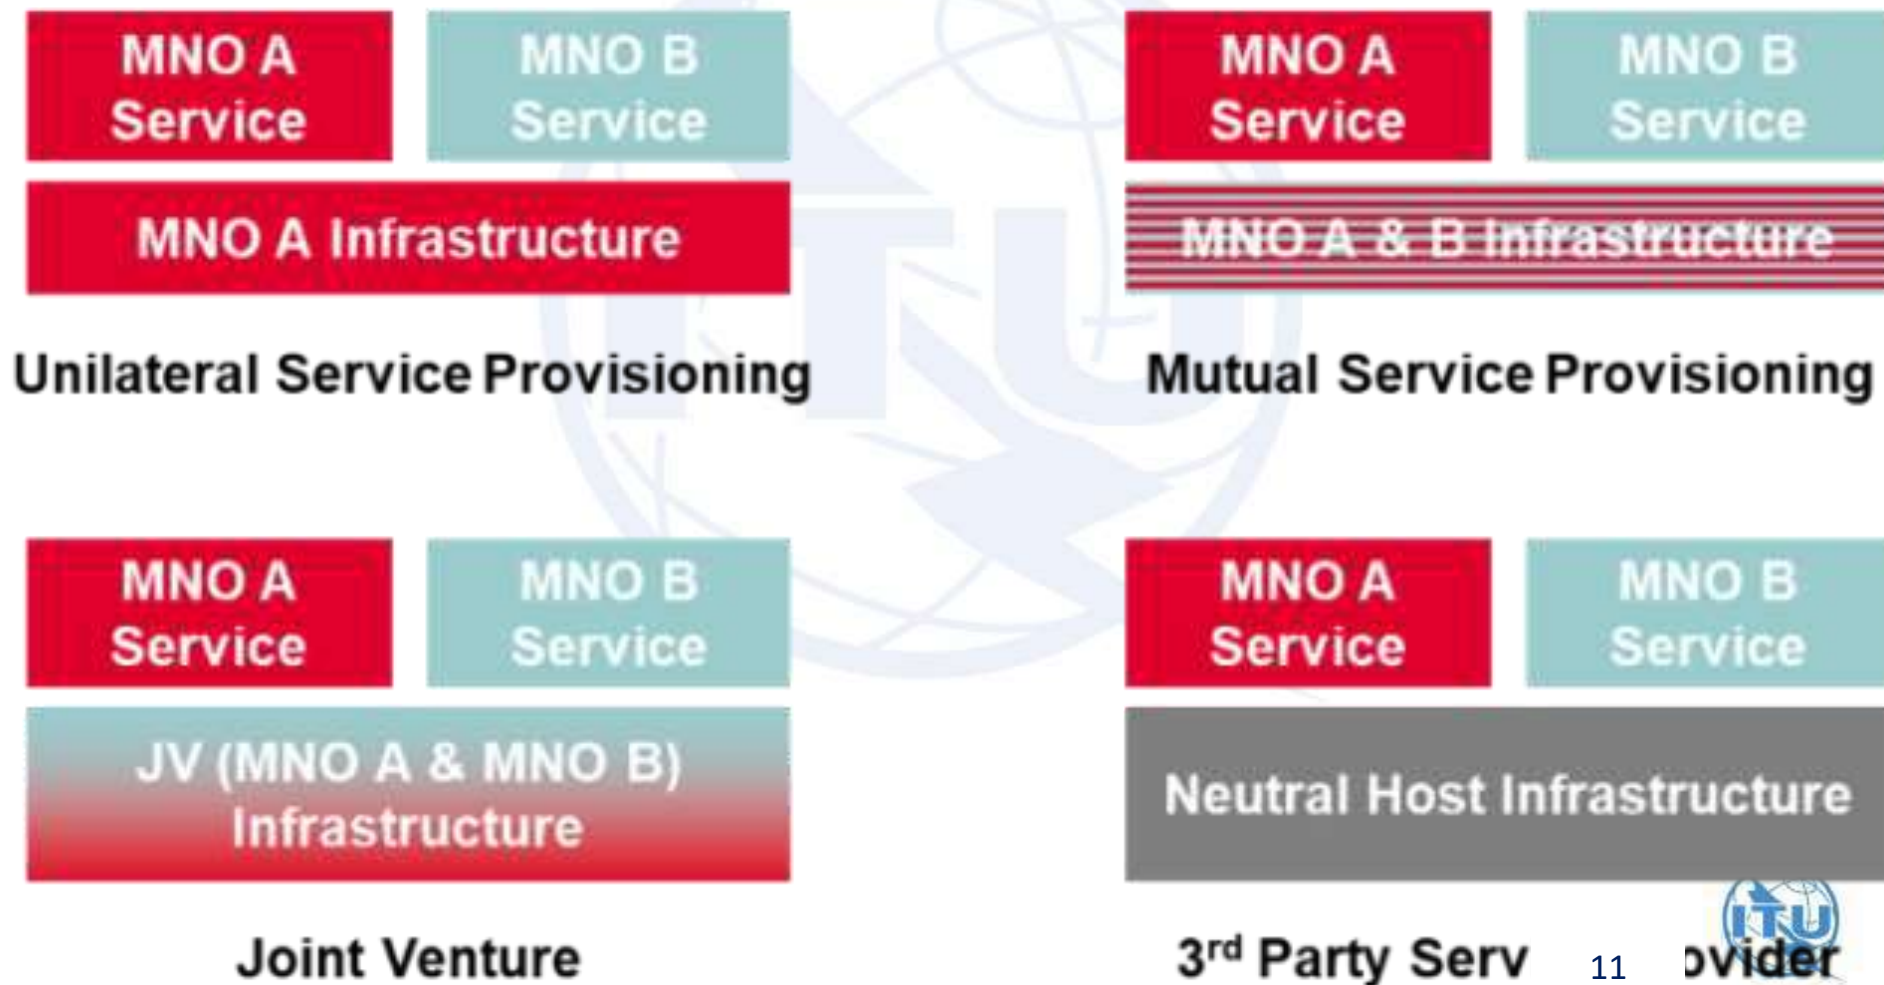 MNO A
Service
MNO B
Service
MNO A Infrastructure
Unilateral Service Provisioning
MNO A
Service
MNO B
Service
MNO A & B Infrastructure
Mutual Service Provisioning
MNO A
Service
MNO B
Service
JV (MNO A & MNO B)
Infrastructure
Joint Venture
MNO A
Service
MNO B
Service
Neutral Host Infrastructure
3rd Party Serv 11 ovider
ITU
ITU